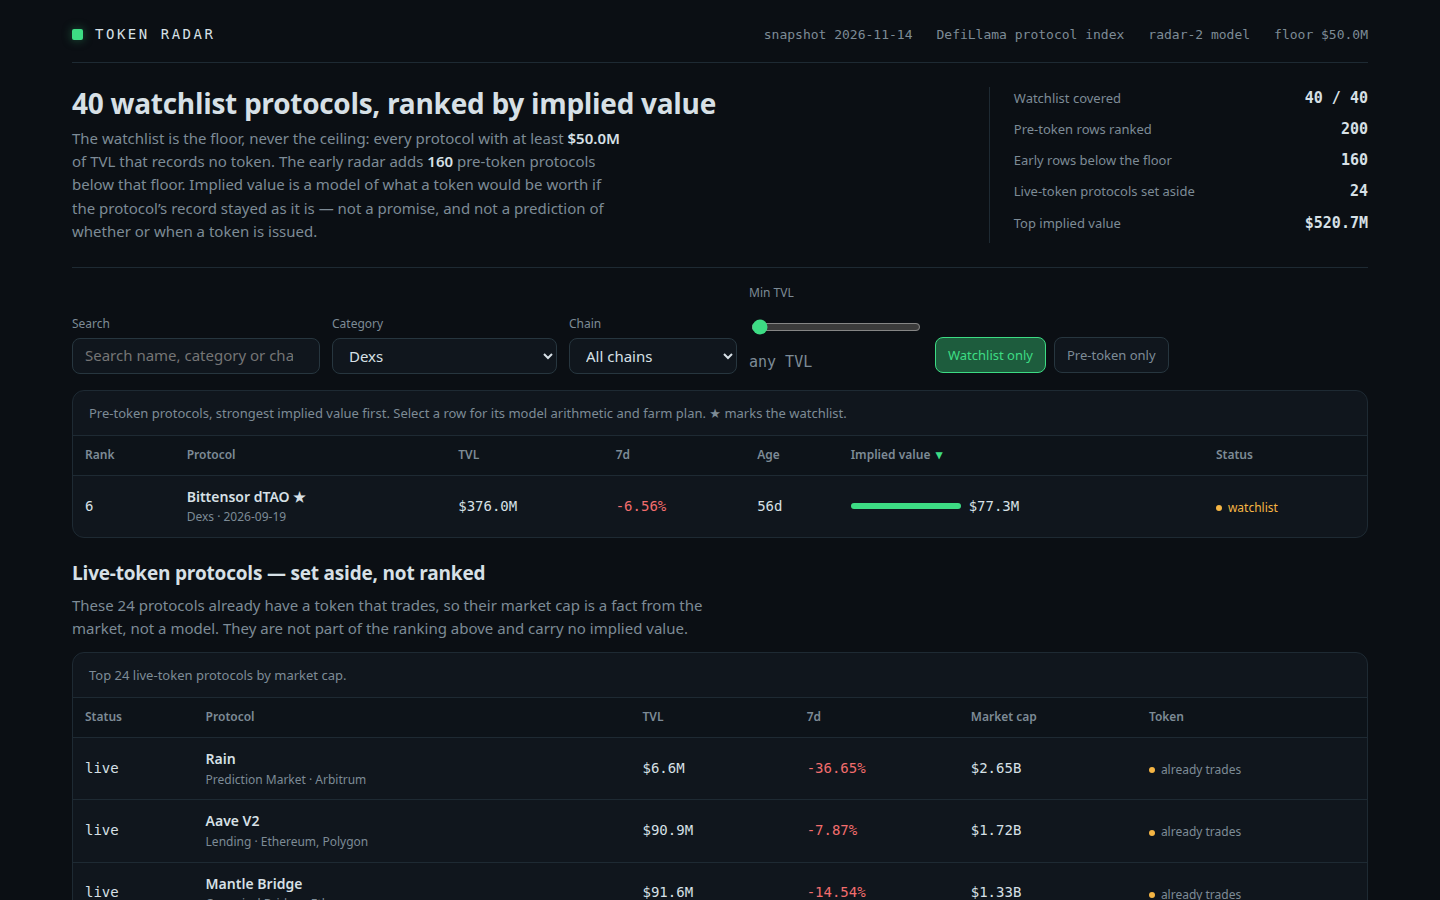 TOKEN RADAR
snapshot 2026-11-14 DefiLlama protocol index radar-2 model floor $50.0M
40 watchlist protocols, ranked by implied value
The watchlist is the floor, never the ceiling: every protocol with at least $50.0M
of TVL that records no token. The early radar adds 160 pre-token protocols
below that floor. Implied value is a model of what a token would be worth if
the protocol’s record stayed as it is — not a promise, and not a prediction of
whether or when a token is issued.
Watchlist covered 40 / 40
Pre-token rows ranked 200
Early rows below the floor 160
Live-token protocols set aside 24
Top implied value $520.7M
Search
Search name, category or cha
Category
Dexs
Chain
All chains
Min TVL
any TVL
Watchlist only
Pre-token only
Pre-token protocols, strongest implied value first. Select a row for its model arithmetic and farm plan. ★ marks the watchlist.
Rank Protocol TVL 7d Age Implied value ▼ Status
6 Bittensor dTAO ★ $376.0M -6.56% 56d $77.3M watchlist
Dexs · 2026-09-19
Live-token protocols — set aside, not ranked
These 24 protocols already have a token that trades, so their market cap is a fact from the
market, not a model. They are not part of the ranking above and carry no implied value.
Top 24 live-token protocols by market cap.
Status Protocol TVL 7d Market cap Token
live Rain $6.6M -36.65% $2.65B already trades
Prediction Market · Arbitrum
live Aave V2 $90.9M -7.87% $1.72B already trades
Lending · Ethereum, Polygon
live Mantle Bridge $91.6M -14.54% $1.33B already trades